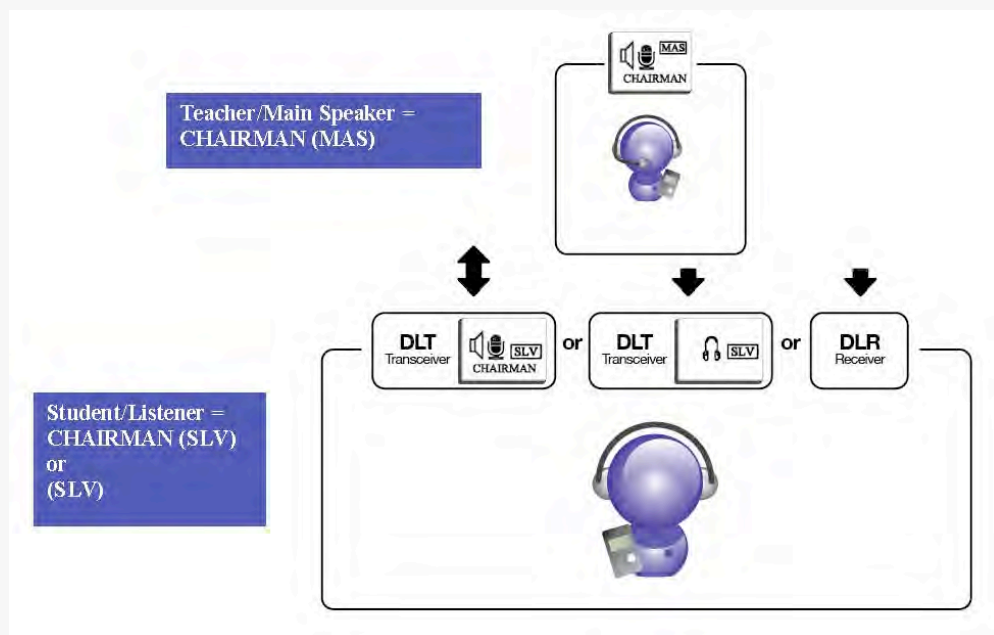 MAS
CHAIRMAN
Teacher/Main Speaker =
CHAIRMAN (MAS)
DLT
Transceiver
SLV
CHAIRMAN
or
DLT
Transceiver
SLV
or
DLR
Receiver
Student/Listener =
CHAIRMAN (SLV)
or
(SLV)